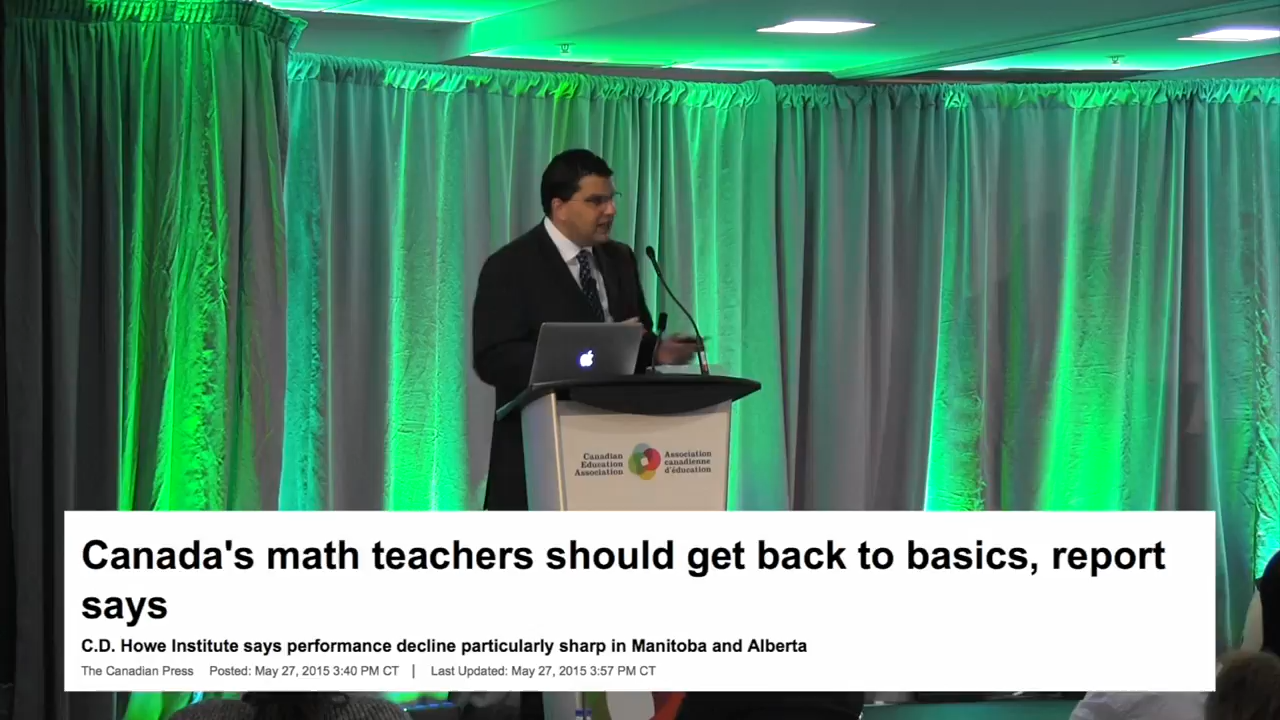 Canadian
Education
Association
Association
canadienne
d'éducation
Canada's math teachers should get back to basics, report
says
C.D. Howe Institute says performance decline particularly sharp in Manitoba and Alberta
The Canadian Press Posted: May 27, 2015 3:40 PM CT | Last Updated: May 27, 2015 3:57 PM CT